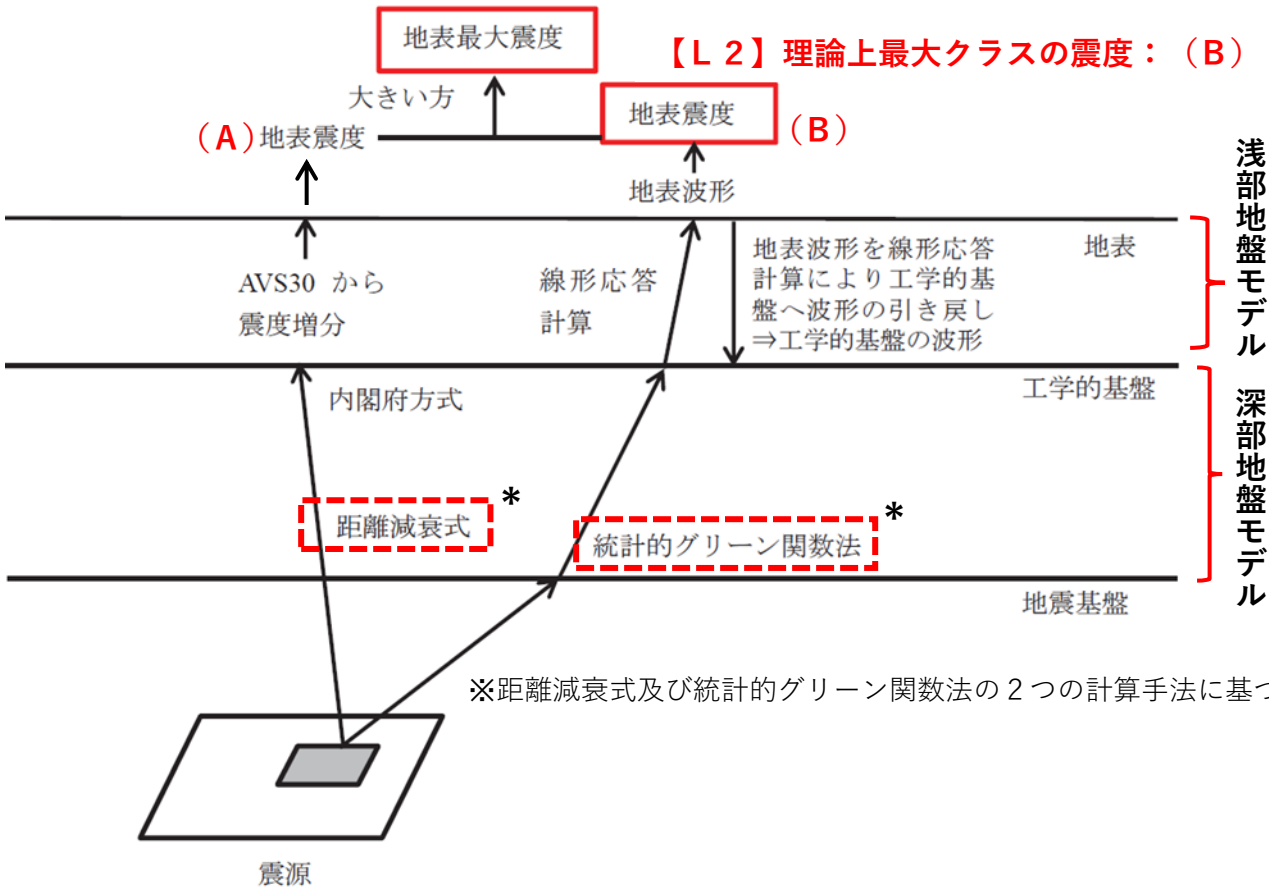 地表最大震度
【L２】理論上最大クラスの震度：（B）
大きい方
地表震度
（A）地表震度
（B）
地表波形
AVS30 から
震度増分
線形応答
計算
地表波形を線形応答
計算により工学的基
盤へ波形の引き戻し
⇒工学的基盤の波形
地表
浅部地盤モデル
内閣府方式
工学的基盤
距離減衰式
*
統計的グリーン関数法
*
深部地盤モデル
地震基盤
※距離減衰式及び統計的グリーン関数法の２つの計算手法に基
震源